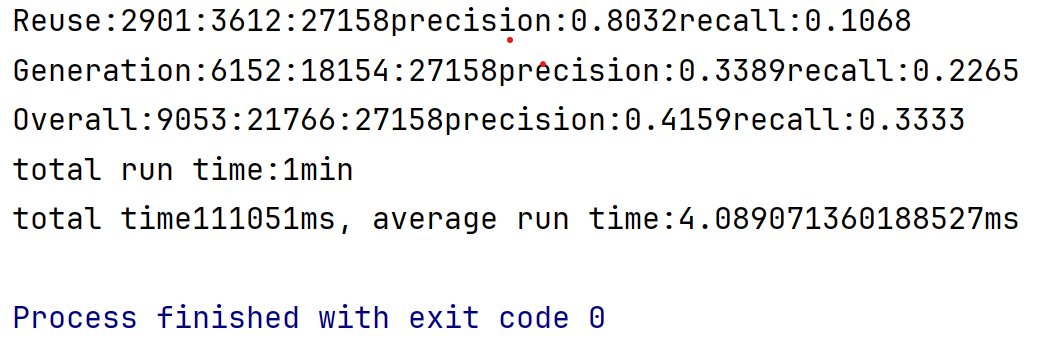 Reuse:2901:3612:27158precision:0.8032recall:0.1068
Generation:6152:18154:27158precision:0.3389recall:0.2265
Overall:9053:21766:27158precision:0.4159recall:0.3333
total run time:1min
total time111051ms, average run time:4.089071360188527ms
Process finished with exit code 0